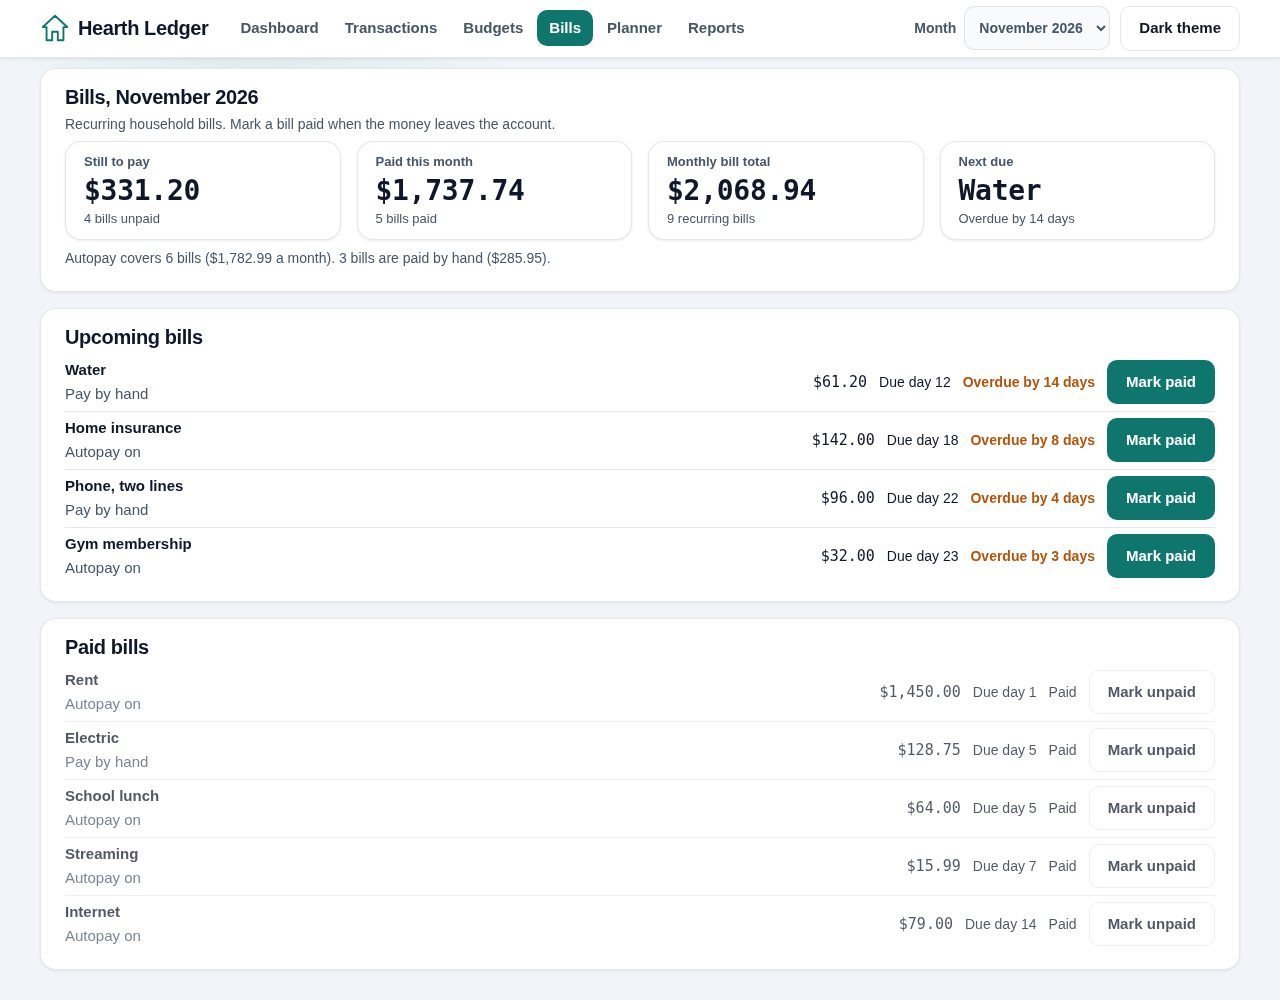 Hearth Ledger Dashboard Transactions Budgets Bills Planner Reports Month November 2026 Dark theme
Bills, November 2026
Recurring household bills. Mark a bill paid when the money leaves the account.
Still to pay
$331.20
4 bills unpaid
Paid this month
$1,737.74
5 bills paid
Monthly bill total
$2,068.94
9 recurring bills
Next due
Water
Overdue by 14 days
Autopay covers 6 bills ($1,782.99 a month). 3 bills are paid by hand ($285.95).
Upcoming bills
Water
Pay by hand
$61.20 Due day 12 Overdue by 14 days Mark paid
Home insurance
Autopay on
$142.00 Due day 18 Overdue by 8 days Mark paid
Phone, two lines
Pay by hand
$96.00 Due day 22 Overdue by 4 days Mark paid
Gym membership
Autopay on
$32.00 Due day 23 Overdue by 3 days Mark paid
Paid bills
Rent
Autopay on
$1,450.00 Due day 1 Paid Mark unpaid
Electric
Pay by hand
$128.75 Due day 5 Paid Mark unpaid
School lunch
Autopay on
$64.00 Due day 5 Paid Mark unpaid
Streaming
Autopay on
$15.99 Due day 7 Paid Mark unpaid
Internet
Autopay on
$79.00 Due day 14 Paid Mark unpaid